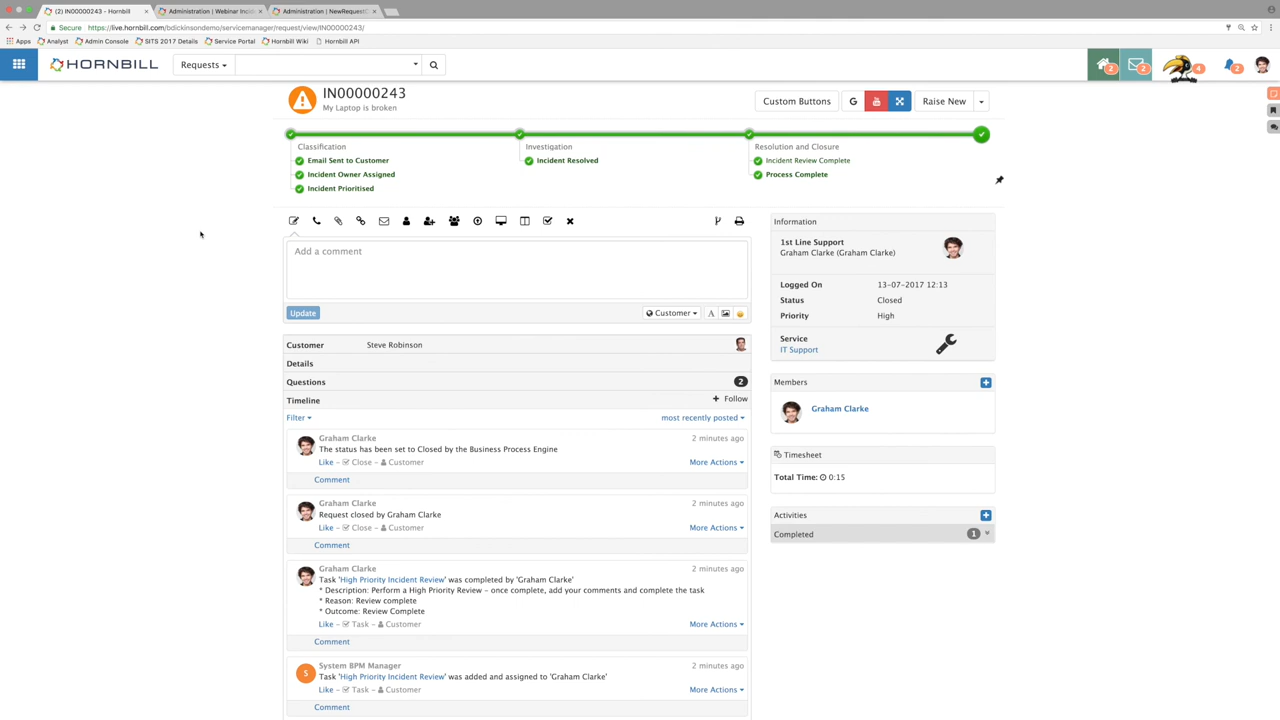 (2) IN00000243 - Hornbill
Administration | Webinar Incid
Administration | NewRequestC
Secure https://live.hornbill.com/bdickinsondemo/servicemanager/request/view/IN00000243/
Apps Analyst Admin Console SITS 2017 Details Service Portal Hornbill Wiki Hornbill API
HORNBILL
Requests
2
2
4
2
IN00000243
My Laptop is broken
Custom Buttons
G
Raise New
Classification
Email Sent to Customer
Incident Owner Assigned
Incident Prioritised
Investigation
Incident Resolved
Resolution and Closure
Incident Review Complete
Process Complete
Add a comment
Update
Customer
A
Customer Steve Robinson
Details
Questions 2
Timeline + Follow
Filter most recently posted
Graham Clarke 2 minutes ago
The status has been set to Closed by the Business Process Engine
Like - Close - Customer More Actions
Comment
Graham Clarke 2 minutes ago
Request closed by Graham Clarke
Like - Close - Customer More Actions
Comment
Graham Clarke 2 minutes ago
Task 'High Priority Incident Review' was completed by 'Graham Clarke'
* Description: Perform a High Priority Review - once complete, add your comments and complete the task
* Reason: Review complete
* Outcome: Review Complete
Like - Task - Customer More Actions
Comment
S
System BPM Manager 2 minutes ago
Task 'High Priority Incident Review' was added and assigned to 'Graham Clarke'
Like - Task - Customer More Actions
Comment
Information
1st Line Support
Graham Clarke (Graham Clarke)
Logged On 13-07-2017 12:13
Status Closed
Priority High
Service
IT Support
Members
Graham Clarke
Timesheet
Total Time: 0:15
Activities
Completed 1